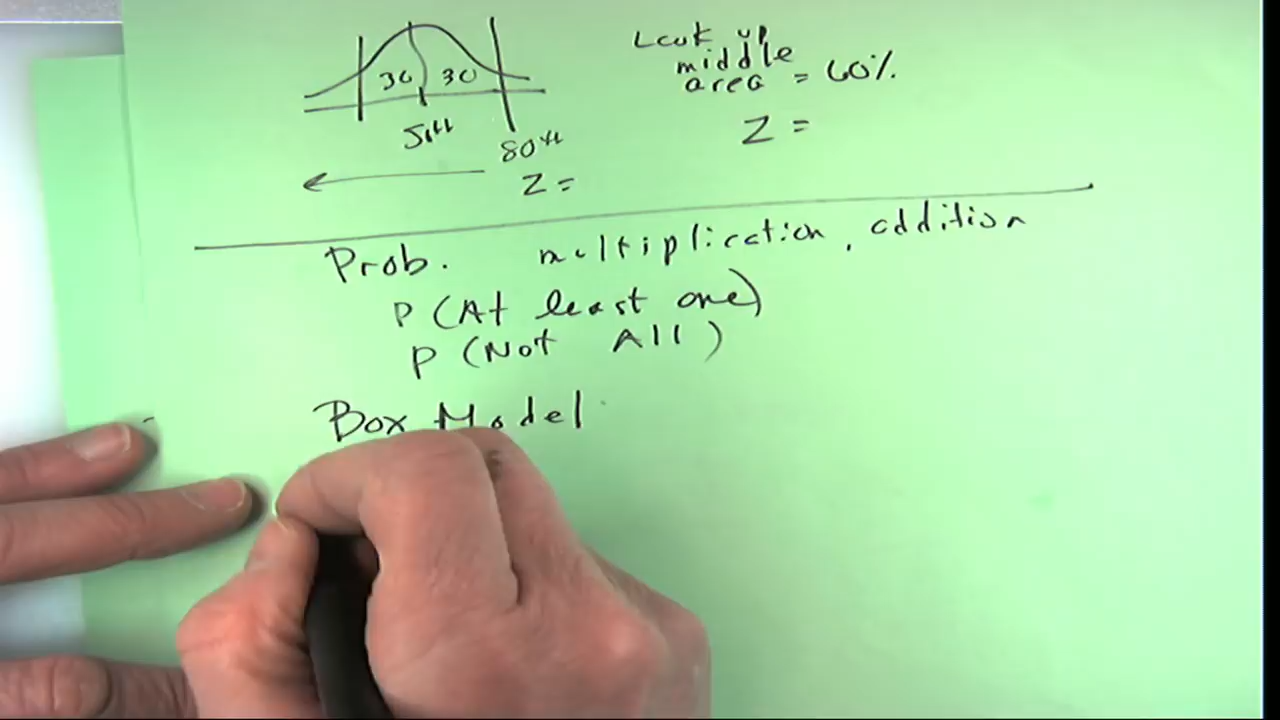 30 30
50th
80th
Z =
Look up
middle
area = 60%
Z =
Prob. multiplication, addition
P (At least one)
P (Not All)
Box Model